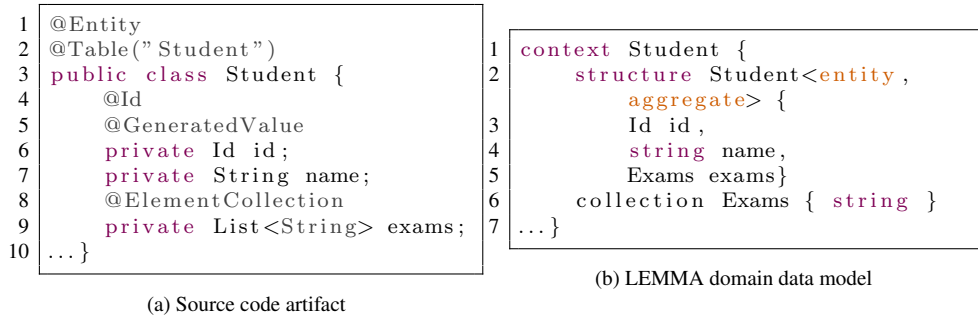 1 @Entity
2 @Table("Student")
3 public class Student {
4 @Id
5 @GeneratedValue
6 private Id id;
7 private String name;
8 @ElementCollection
9 private List<String> exams;
10 ...}
(a) Source code artifact
1 context Student {
2 structure Student<entity,
aggregate> {
3 Id id,
4 string name,
5 Exams exams}
6 collection Exams { string }
7 ...}
(b) LEMMA domain data model